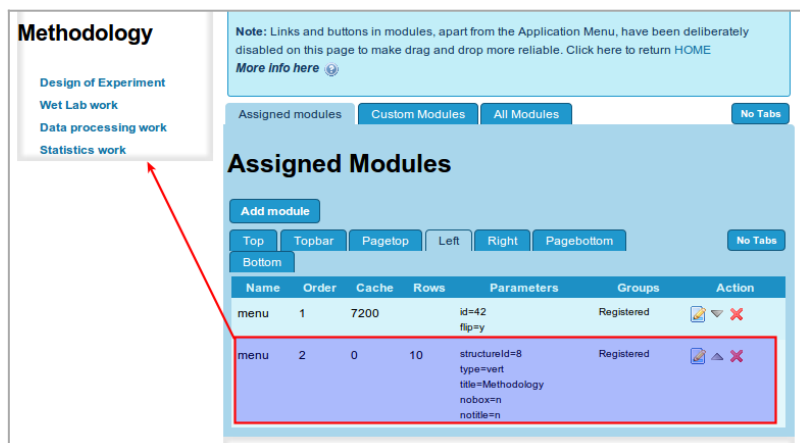 Methodology
Design of Experiment
Wet Lab work
Data processing work
Statistics work
Note: Links and buttons in modules, apart from the Application Menu, have been deliberately
disabled on this page to make drag and drop more reliable. Click here to return HOME
More info here
Assigned modules Custom Modules All Modules No Tabs
Assigned Modules
Add module
Top Topbar Pagetop Left Right Pagebottom No Tabs
Bottom
Name Order Cache Rows Parameters Groups Action
menu 1 7200 id=42 Registered
flip=y
menu 2 0 10 structureId=8 Registered
type=vert
title=Methodology
nobox=n
notitle=n